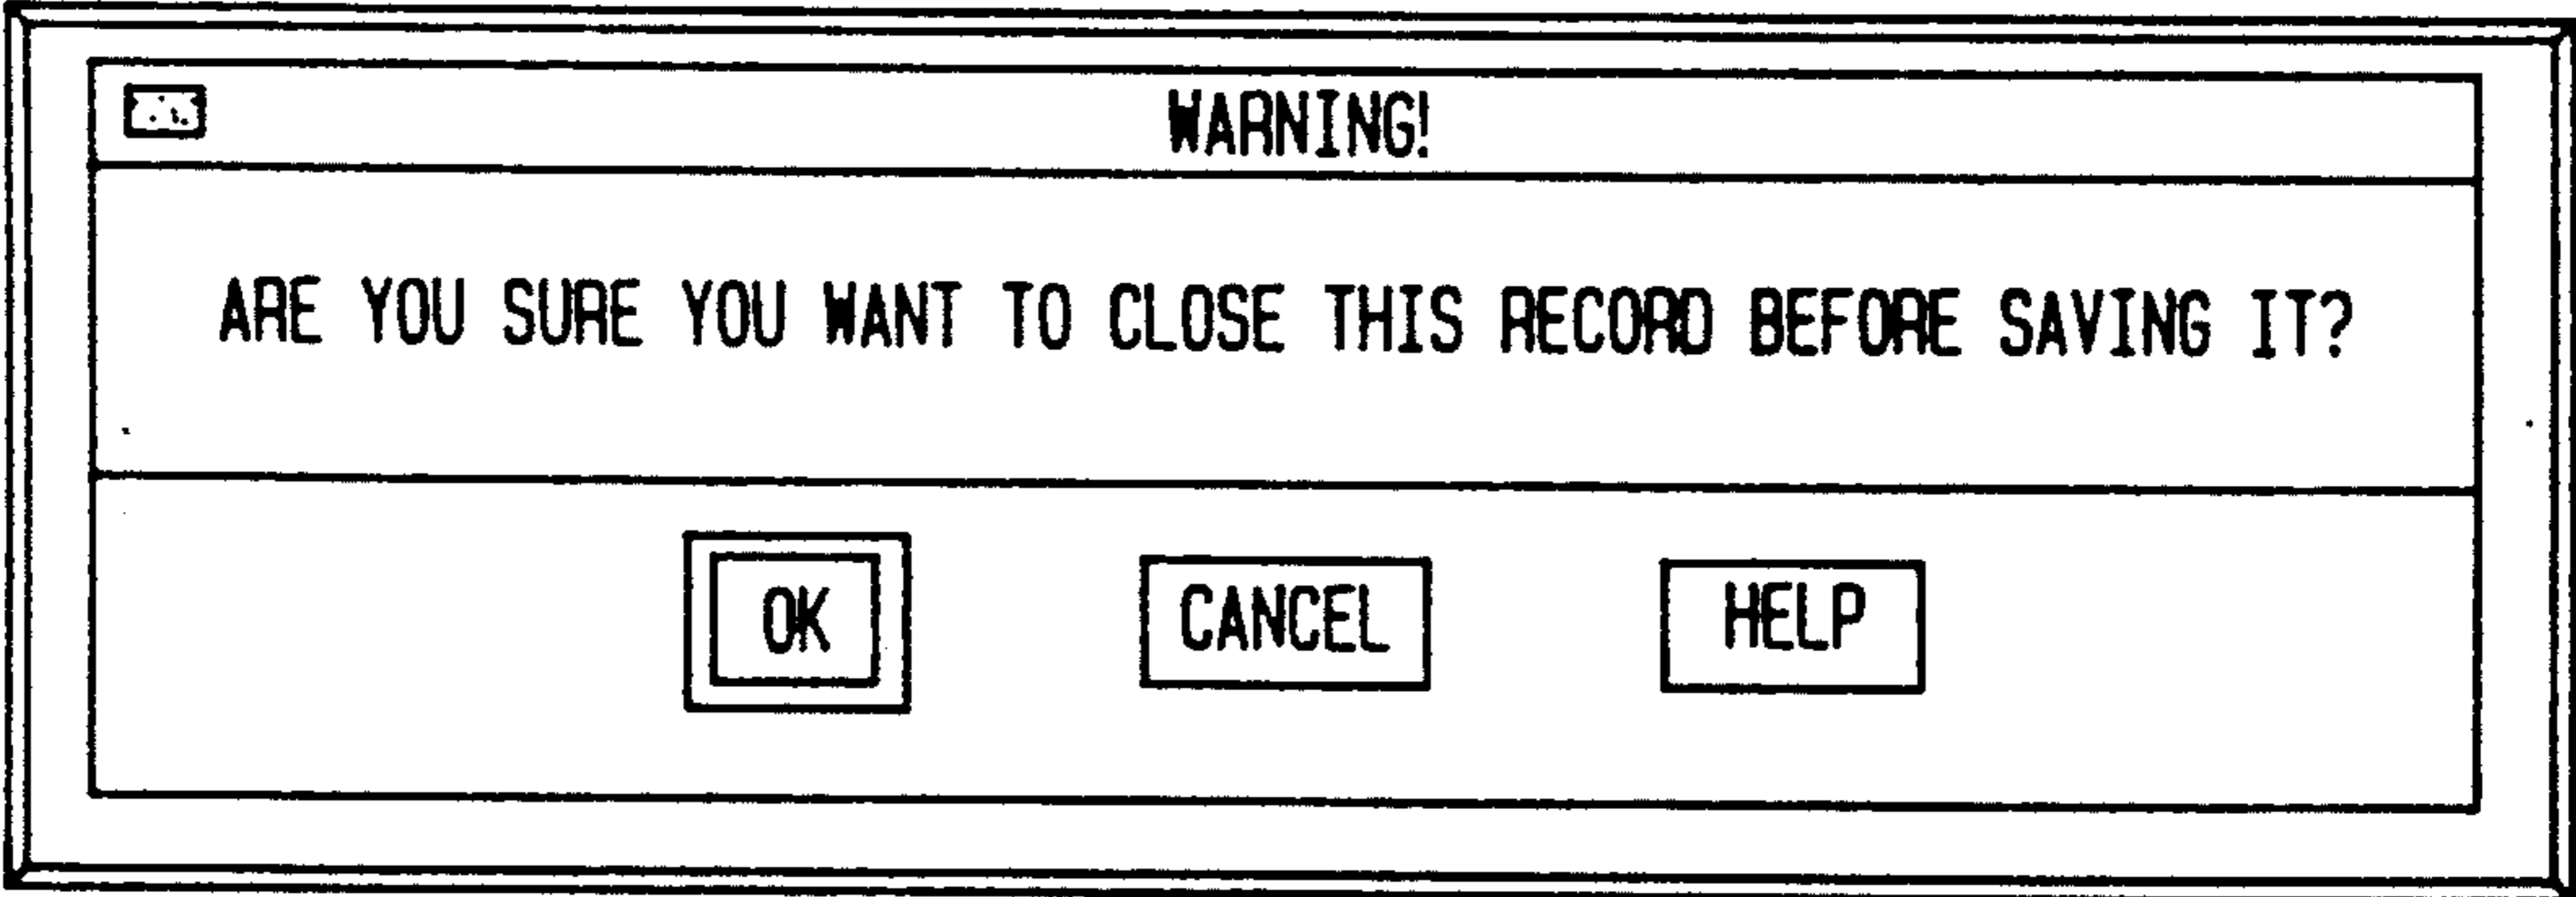 WARNING!
ARE YOU SURE YOU WANT TO CLOSE THIS RECORD BEFORE SAVING IT?
OK CANCEL HELP